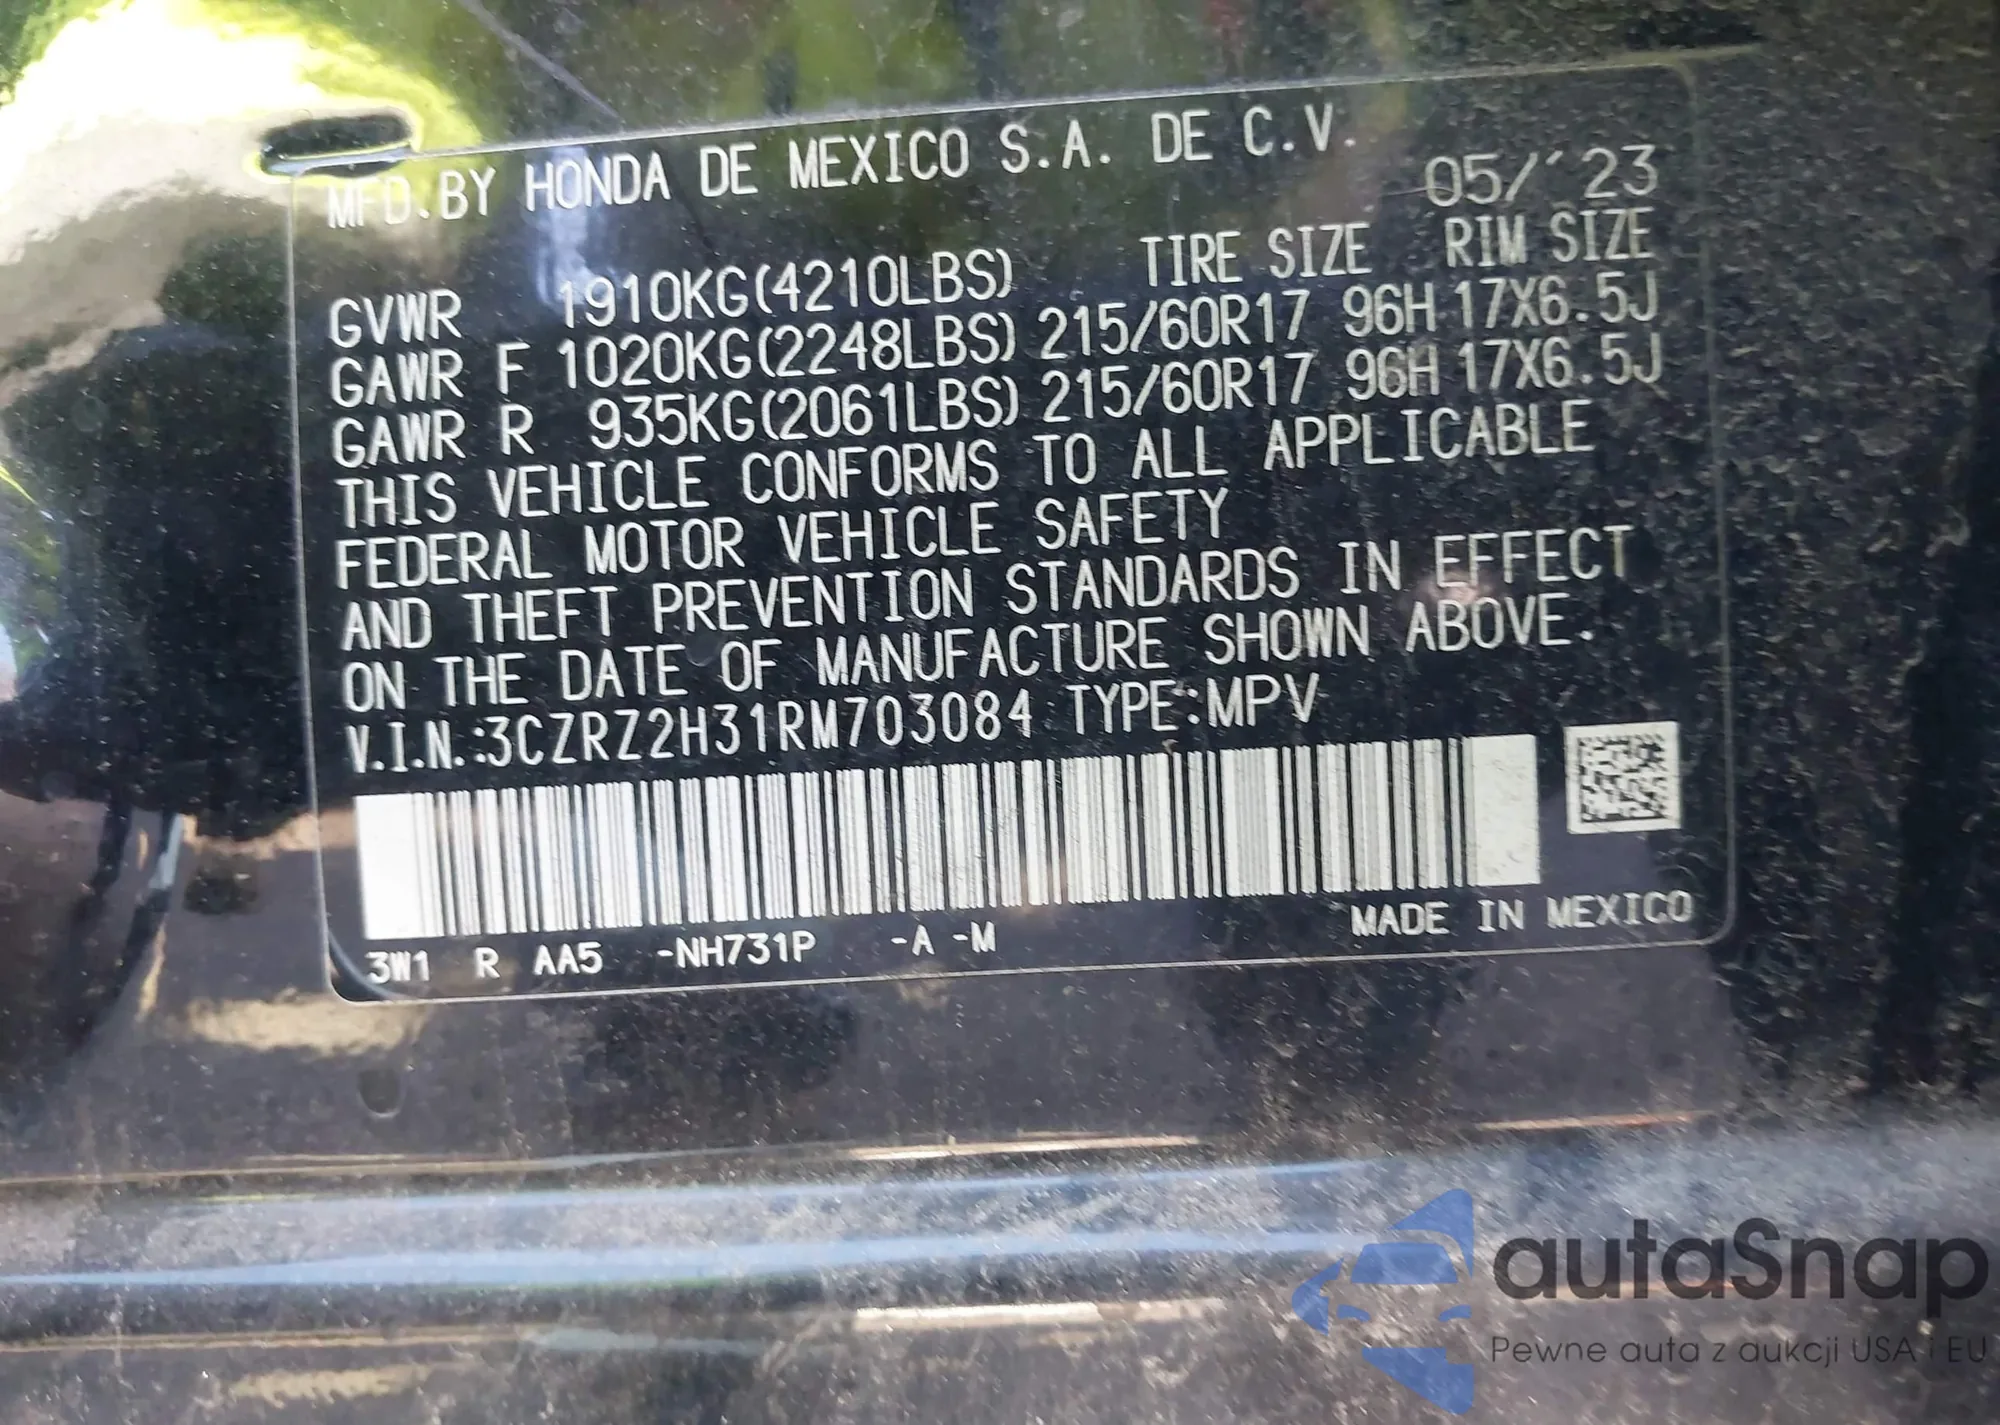 MFD.BY HONDA DE MEXICO S.A. DE C.V.
05/'23
TIRE SIZE RIM SIZE
GVWR 1910KG(4210LBS)
GAWR F 1020KG(2248LBS) 215/60R17 96H 17X6.5J
GAWR R 935KG(2061LBS) 215/60R17 96H 17X6.5J
THIS VEHICLE CONFORMS TO ALL APPLICABLE
FEDERAL MOTOR VEHICLE SAFETY
AND THEFT PREVENTION STANDARDS IN EFFECT
ON THE DATE OF MANUFACTURE SHOWN ABOVE.
V.I.N.:3CZRZ2H31RM703084 TYPE:MPV
3W1 R AA5 -NH731P -A -M
MADE IN MEXICO
autaSnap
Pewne auta z aukcji USA i EU